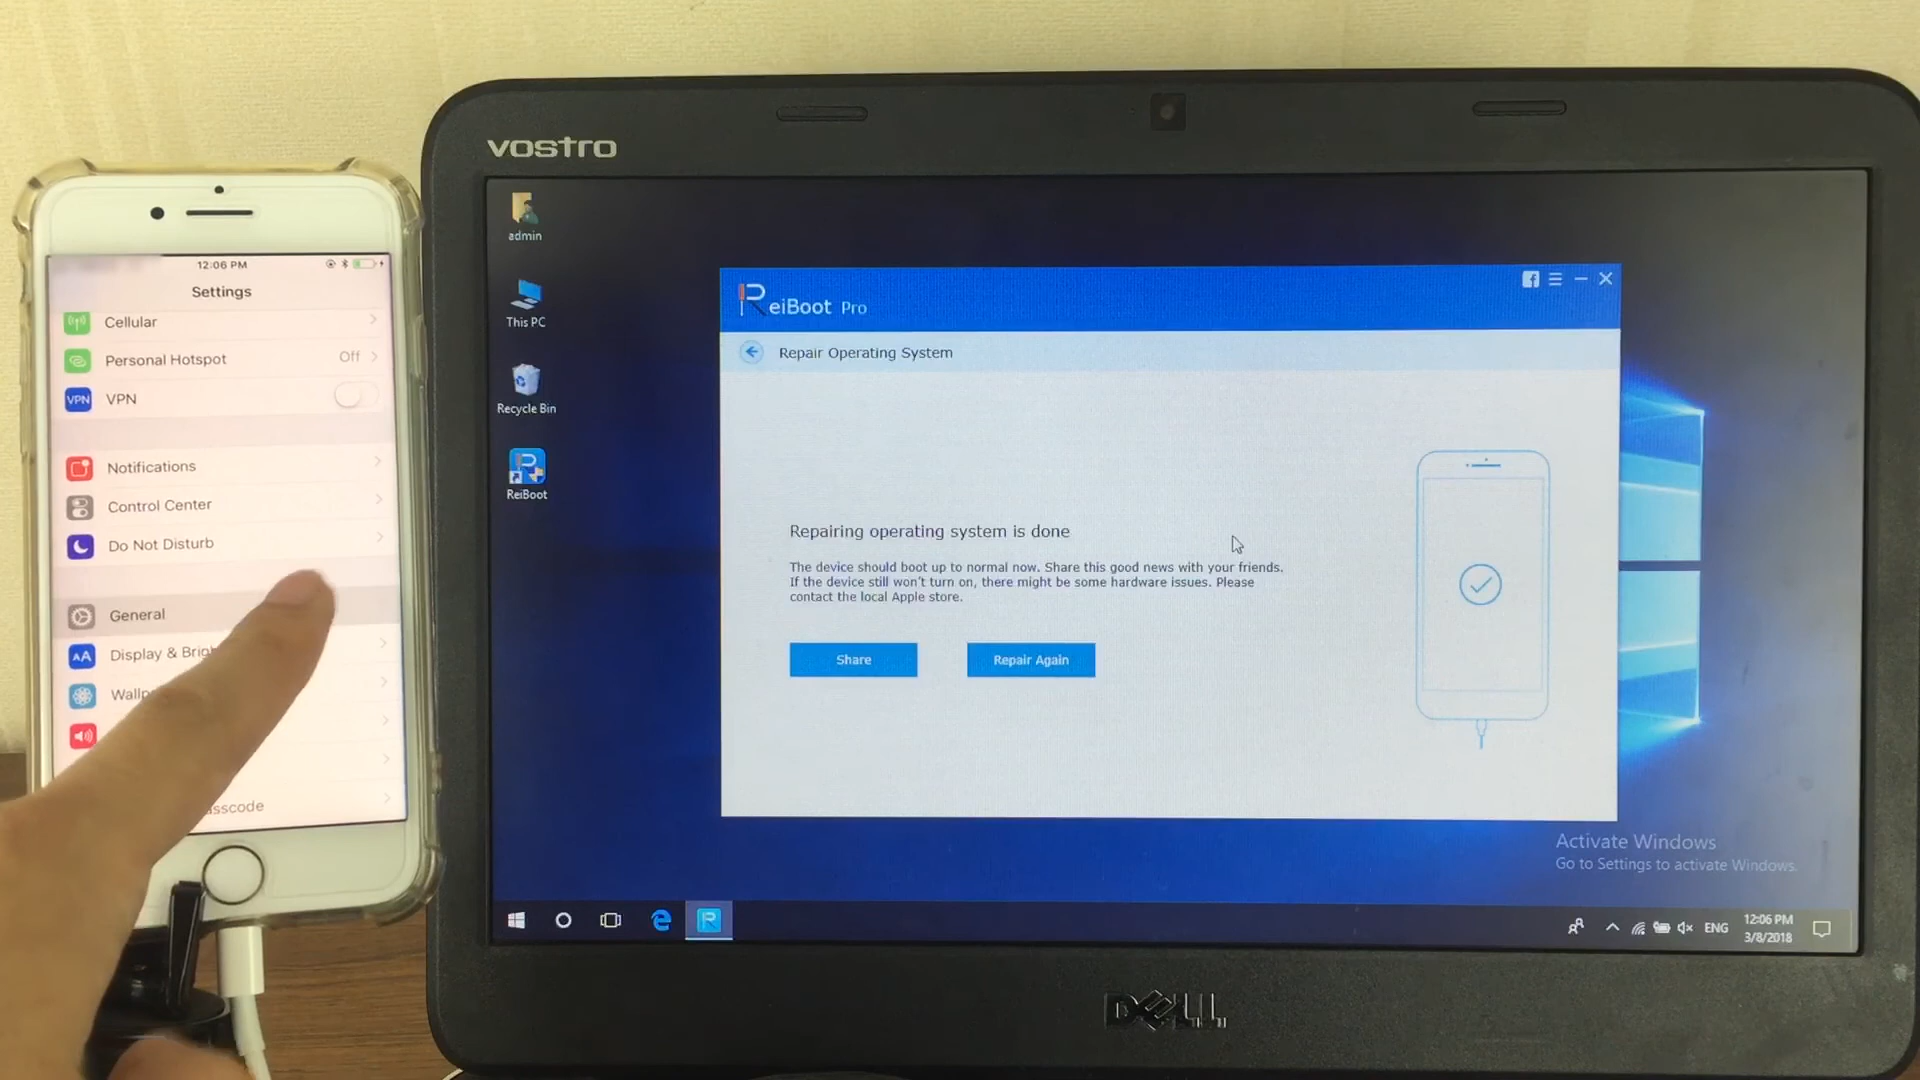 12:06 PM
Settings
Cellular
Personal Hotspot Off
VPN VPN
Notifications
Control Center
Do Not Disturb
General
AA Display & Brig
Wallp
asscode
vostro
admin
This PC
Recycle Bin
ReiBoot
ReiBoot Pro
Repair Operating System
Repairing operating system is done
The device should boot up to normal now. Share this good news with your friends.
If the device still won't turn on, there might be some hardware issues. Please
contact the local Apple store.
Share Repair Again
Activate Windows
Go to Settings to activate Windows.
ENG
12:06 PM
3/8/2018
DELL